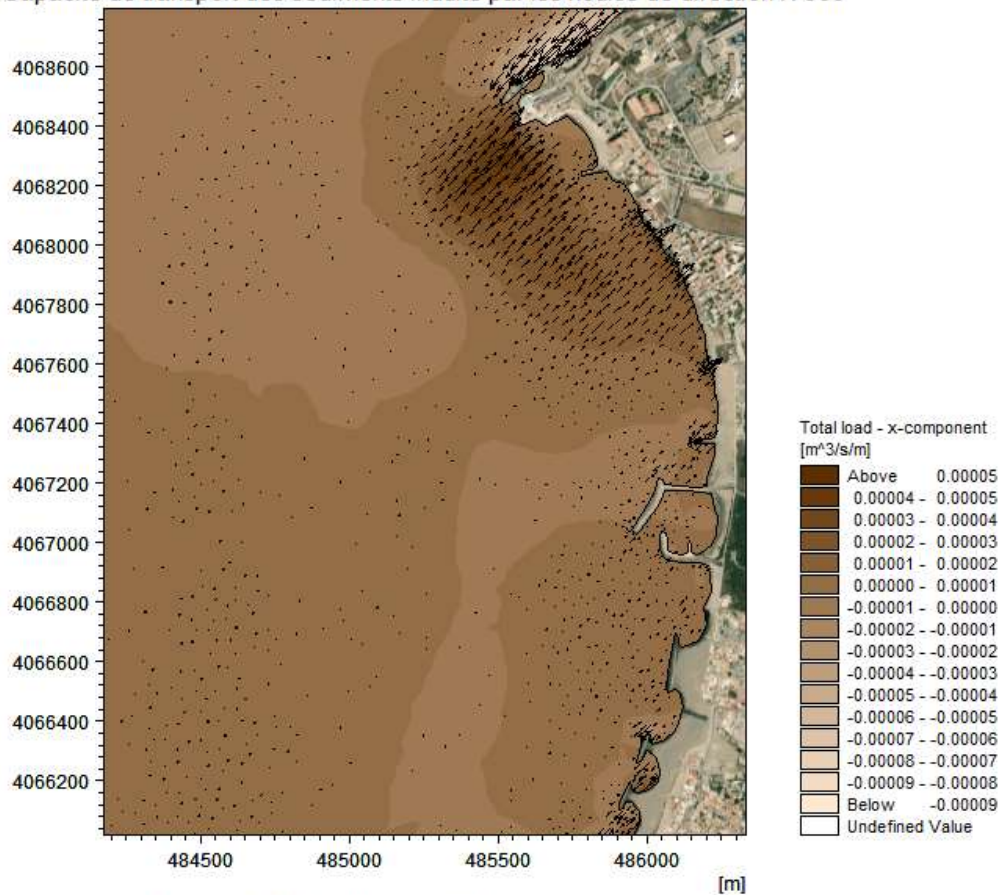 4068600
4068400
4068200
4068000
4067800
4067600
4067400
4067200
4067000
4066800
4066600
4066400
4066200
484500 485000 485500 486000
[m]
Total load - x-component
[m^3/s/m]
Above 0.00005
0.00004 - 0.00005
0.00003 - 0.00004
0.00002 - 0.00003
0.00001 - 0.00002
0.00000 - 0.00001
-0.00001 - 0.00000
-0.00002 - -0.00001
-0.00003 - -0.00002
-0.00004 - -0.00003
-0.00005 - -0.00004
-0.00006 - -0.00005
-0.00007 - -0.00006
-0.00008 - -0.00007
-0.00009 - -0.00008
Below -0.00009
Undefined Value